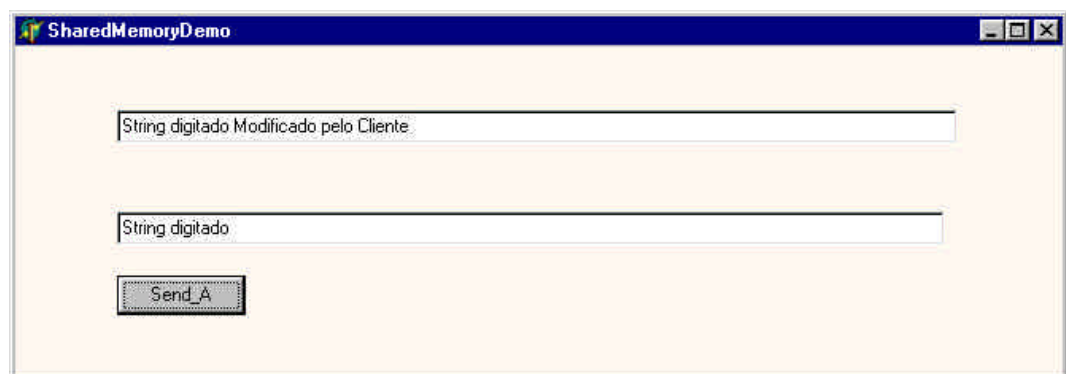 SharedMemoryDemo
String digitado Modificado pelo Cliente
String digitado
Send_A